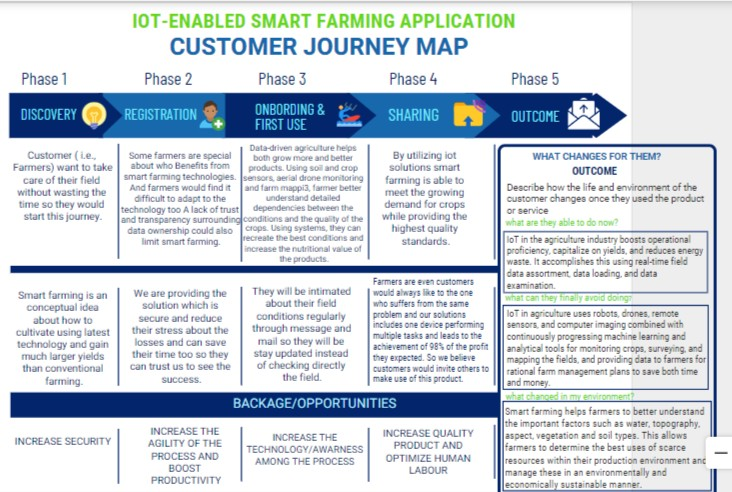 IOT-ENABLED SMART FARMING APPLICATION
CUSTOMER JOURNEY MAP
Phase 1
Phase 2
Phase 3
Phase 4
Phase 5
DISCOVERY
REGISTRATION
ONBORDING &
FIRST USE
SHARING
OUTCOME
Customer ( i.e.,
Farmers) want to take
care of their field
without wasting the
time so they would
start this journey.
Some farmers are special
about who Benefits from
smart farming technologies.
And farmers would find it
difficult to adapt to the
technology too A lack of trust
and transparency surrounding
data ownership could also
limit smart farming.
Data-driven agriculture helps
both grow more and better
products. Using soil and crop
sensors, aerial drone monitoring
and farm mappi3, farmer better
understand detailed
dependencies between the
conditions and the quality of the
crops. Using systems, they can
recreate the best conditions and
increase the nutritional value of
the products.
By utilizing iot
solutions smart
farming is able to
meet the growing
demand for crops
while providing the
highest quality
standards.
WHAT CHANGES FOR THEM?
OUTCOME
Describe how the life and environment of the
customer changes once they used the product
or service
what are they able to do now?
IoT in the agriculture industry boosts operational
proficiency, capitalize on yields, and reduces energy
waste. It accomplishes this using real-time field
data assortment, data loading, and data
examination.
what can they finally avoid doing?
IoT in agriculture uses robots, drones, remote
sensors, and computer imaging combined with
continuously progressing machine learning and
analytical tools for monitoring crops, surveying, and
mapping the fields, and providing data to farmers for
rational farm management plans to save both time
and money.
what changed in my environment?
Smart farming helps farmers to better understand
the important factors such as water, topography,
aspect, vegetation and soil types. This allows
farmers to determine the best uses of scarce
resources within their production environment and
manage these in an environmentally and
economically sustainable manner.
Smart farming is an
conceptual idea
about how to
cultivate using latest
technology and gain
much larger yields
than conventional
farming.
We are providing the
solution which is
secure and reduce
their stress about the
losses and can save
their time too so they
can trust us to see the
success.
They will be intimated
about their field
conditions regularly
through message and
mail so they will be
stay updated instead
of checking directly
the field.
Farmers are even customers
would always like to the one
who suffers from the same
problem and our solutions
includes one device performing
multiple tasks and leads to the
achievement of 98% of the profit
they expected. So we believe
customers would invite others to
make use of this product.
BACKAGE/OPPORTUNITIES
INCREASE SECURITY
INCREASE THE
AGILITY OF THE
PROCESS AND
BOOST
PRODUCTIVITY
INCREASE THE
TECHNOLOGY/AWARNESS
AMONG THE PROCESS
INCREASE QUALITY
PRODUCT AND
OPTIMIZE HUMAN
LABOUR